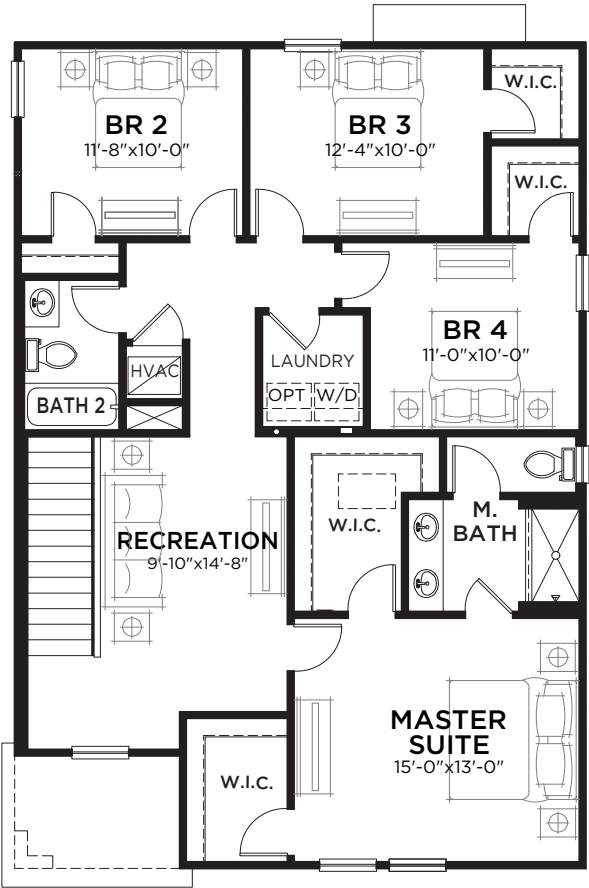 W.I.C.
BR 2
11'-8"x10'-0"
BR 3
12'-4"x10'-0"
W.I.C.
BR 4
11'-0"x10'-0"
LAUNDRY
HVAC
OPT W/D
BATH 2
M.
BATH
W.I.C.
RECREATION
9'-10"x14'-8"
MASTER
SUITE
15'-0"x13'-0"
W.I.C.